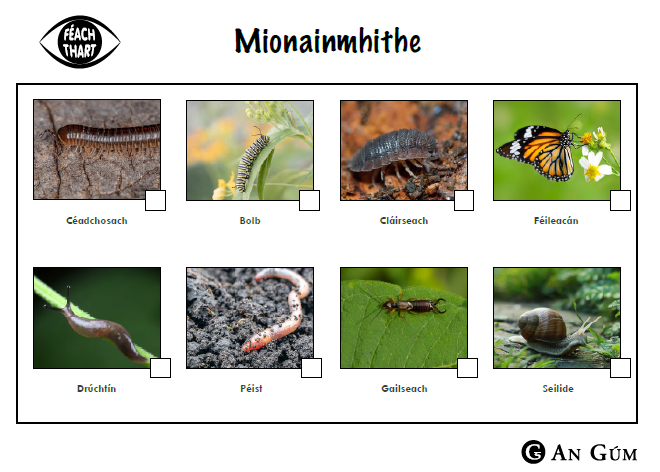 FÉACH
THART
Mionainmhithe
Céadchosach
Bolb
Cláirseach
Féileacán
Drúchtín
Péist
Gailseach
Seilide
G An Gúm